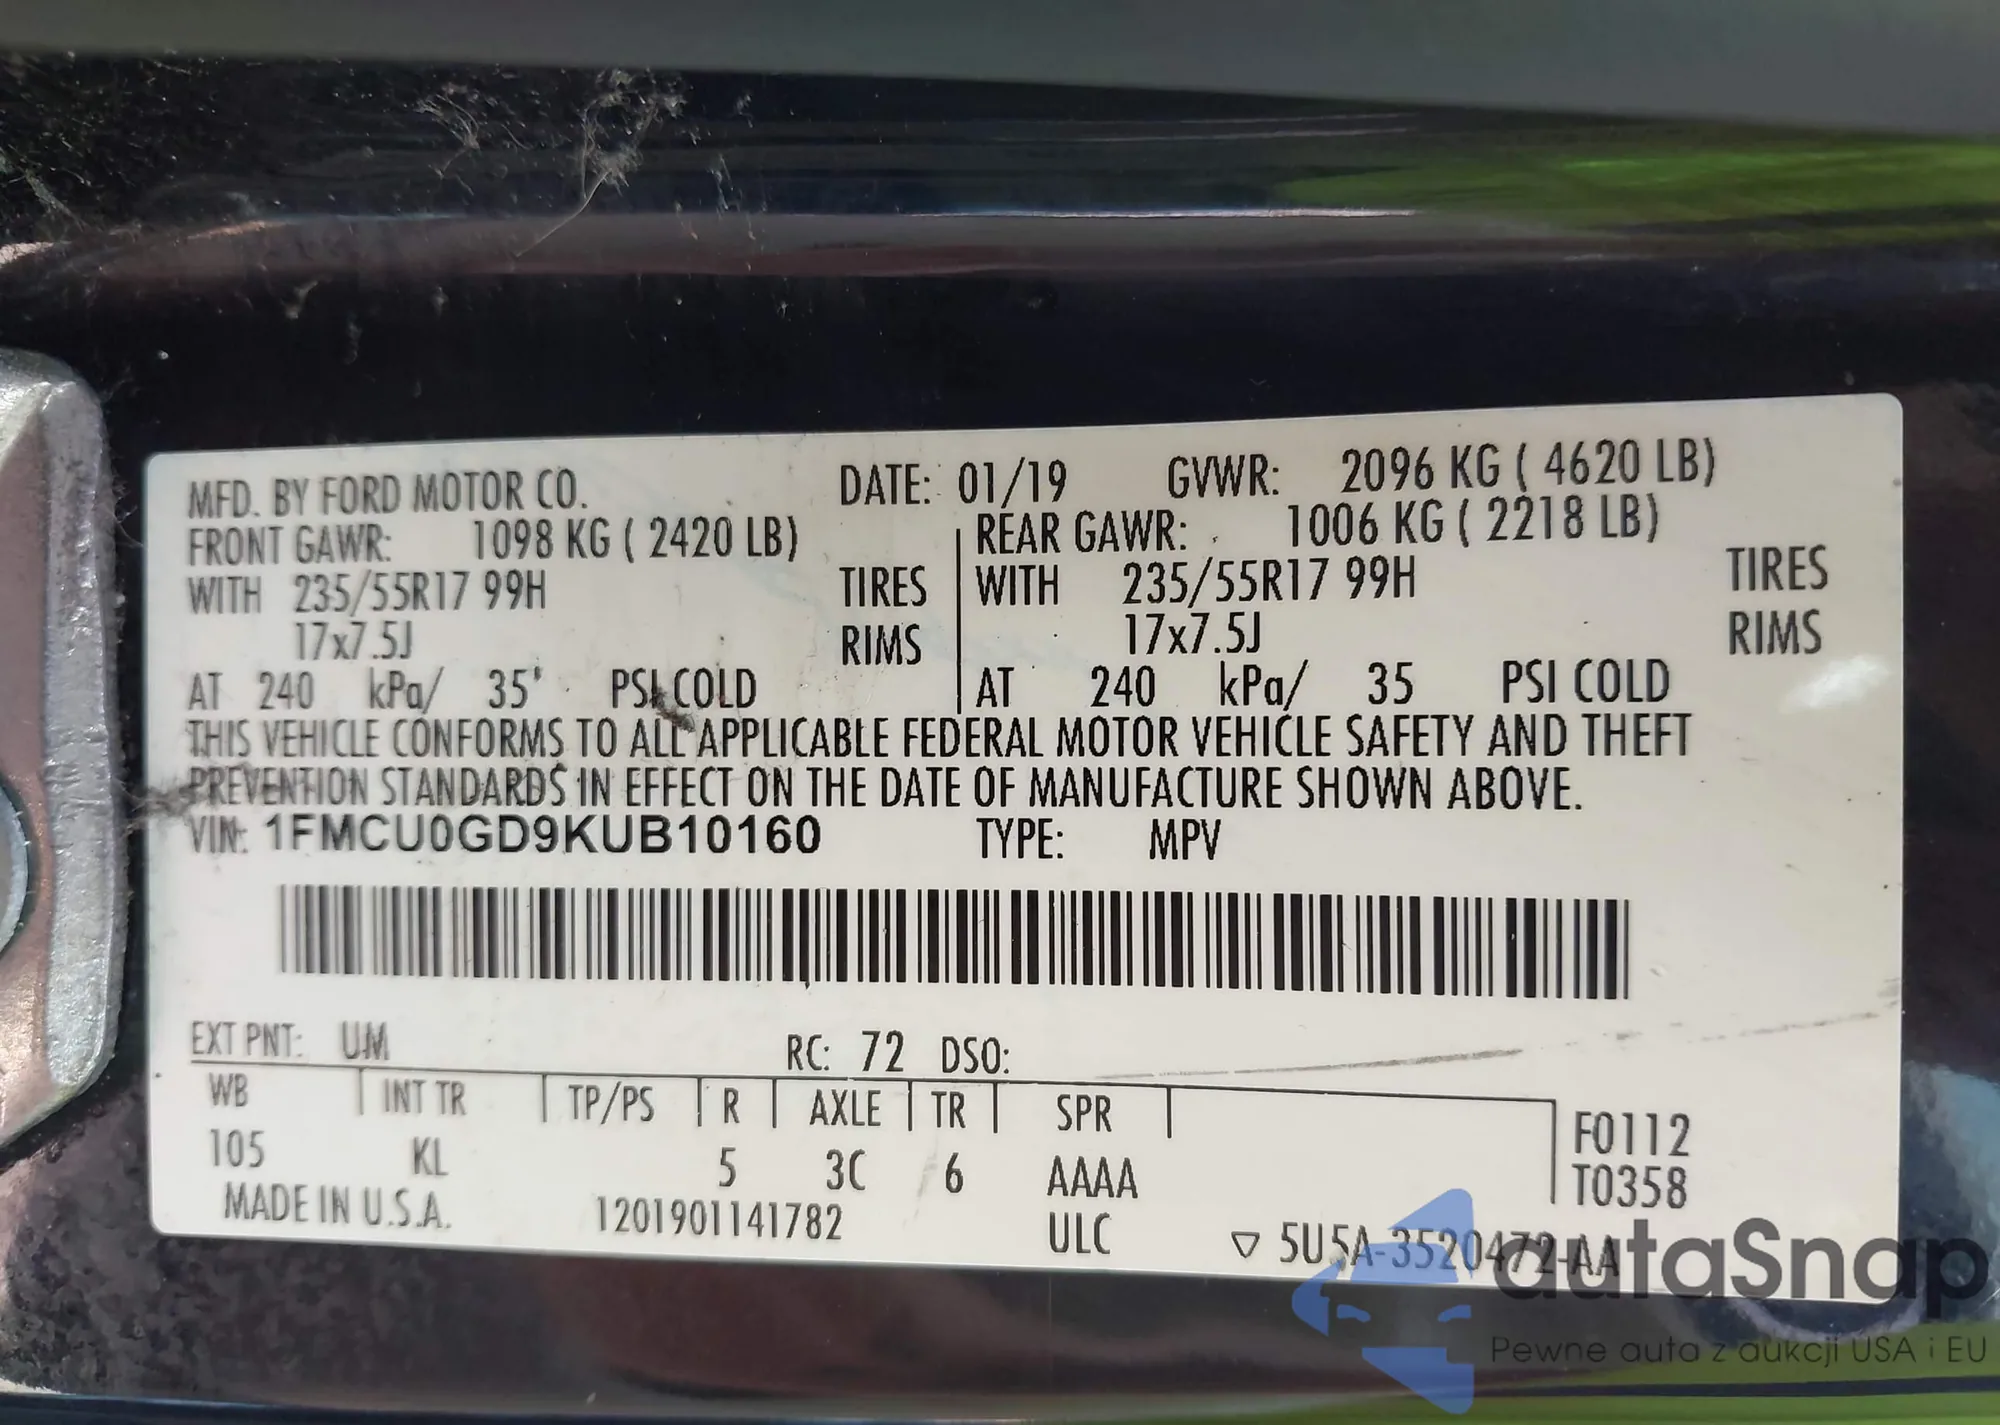 MFD. BY FORD MOTOR CO. DATE: 01/19 GVWR: 2096 KG ( 4620 LB)
FRONT GAWR: 1098 KG ( 2420 LB) REAR GAWR: 1006 KG ( 2218 LB)
WITH 235/55R17 99H TIRES WITH 235/55R17 99H TIRES
17x7.5J RIMS 17x7.5J RIMS
AT 240 kPa/ 35 PSI COLD AT 240 kPa/ 35 PSI COLD
THIS VEHICLE CONFORMS TO ALL APPLICABLE FEDERAL MOTOR VEHICLE SAFETY AND THEFT
PREVENTION STANDARDS IN EFFECT ON THE DATE OF MANUFACTURE SHOWN ABOVE.
VIN: 1FMCU0GD9KUB10160 TYPE: MPV
EXT PNT: UM RC: 72 DSO:
WB INT TR TP/PS R AXLE TR SPR F0112
105 KL 5 3C 6 AAAA T0358
MADE IN U.S.A. 1201901141782 ULC ▽ 5U5A-3520472-AA
autaSnap
Pewne auta z aukcji USA i EU